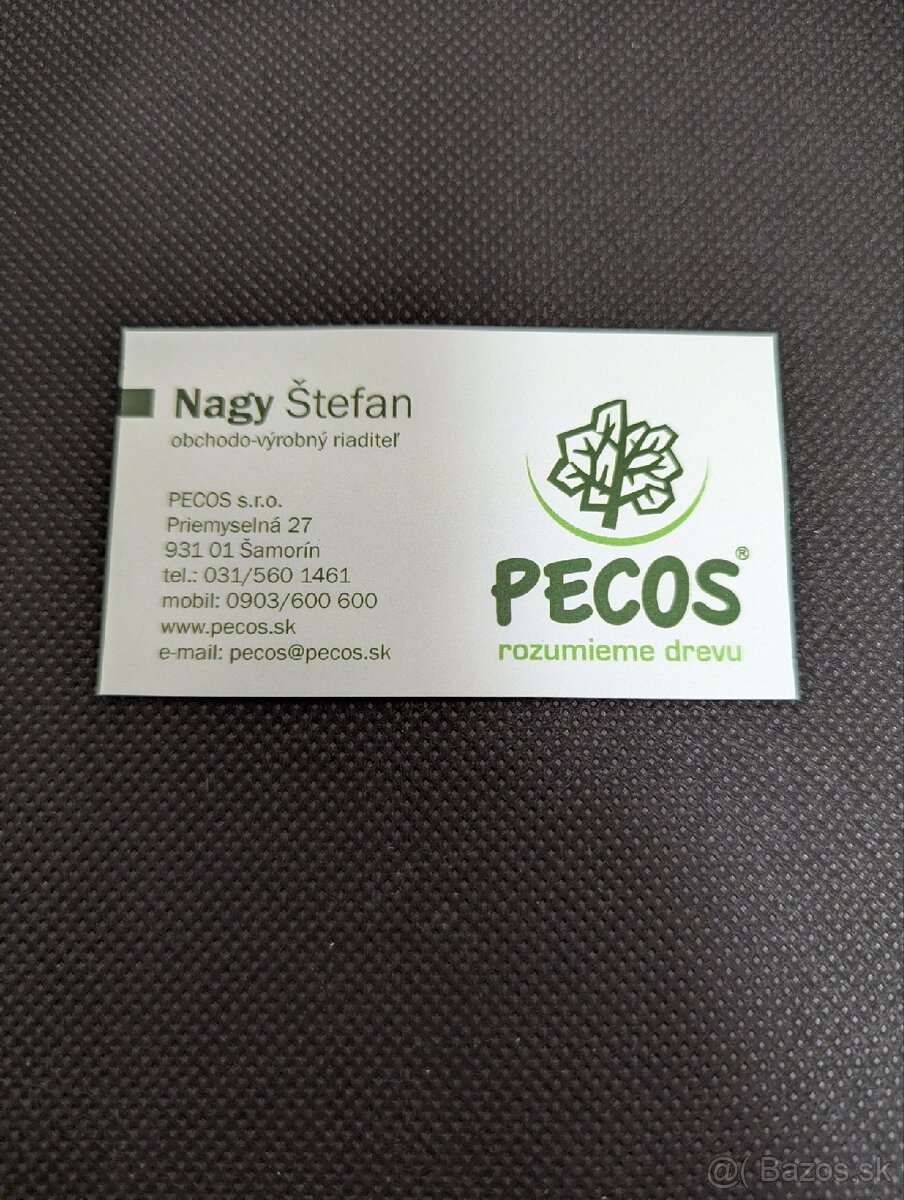 Nagy Štefan
obchodo-výrobný riaditeľ
PECOS s.r.o.
Priemyselná 27
931 01 Šamorín
tel.: 031/560 1461
mobil: 0903/600 600
www.pecos.sk
e-mail: pecos@pecos.sk
PECOS®
rozumieme drevu
@( Bazos.sk